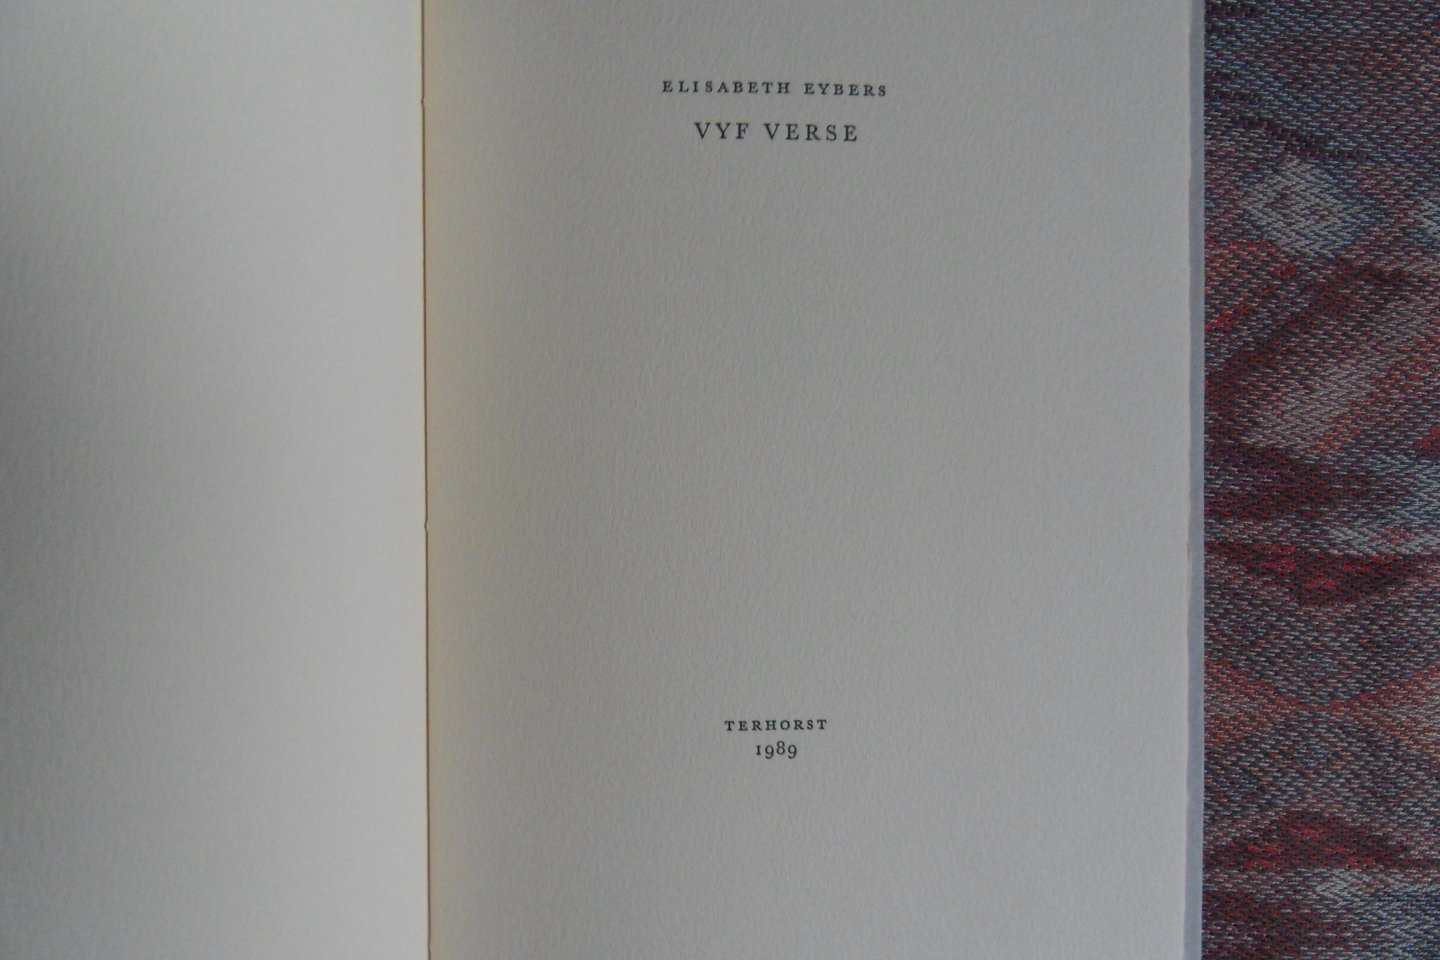 ELISABETH EYBERS
VYF VERSE
TERHORST
1989